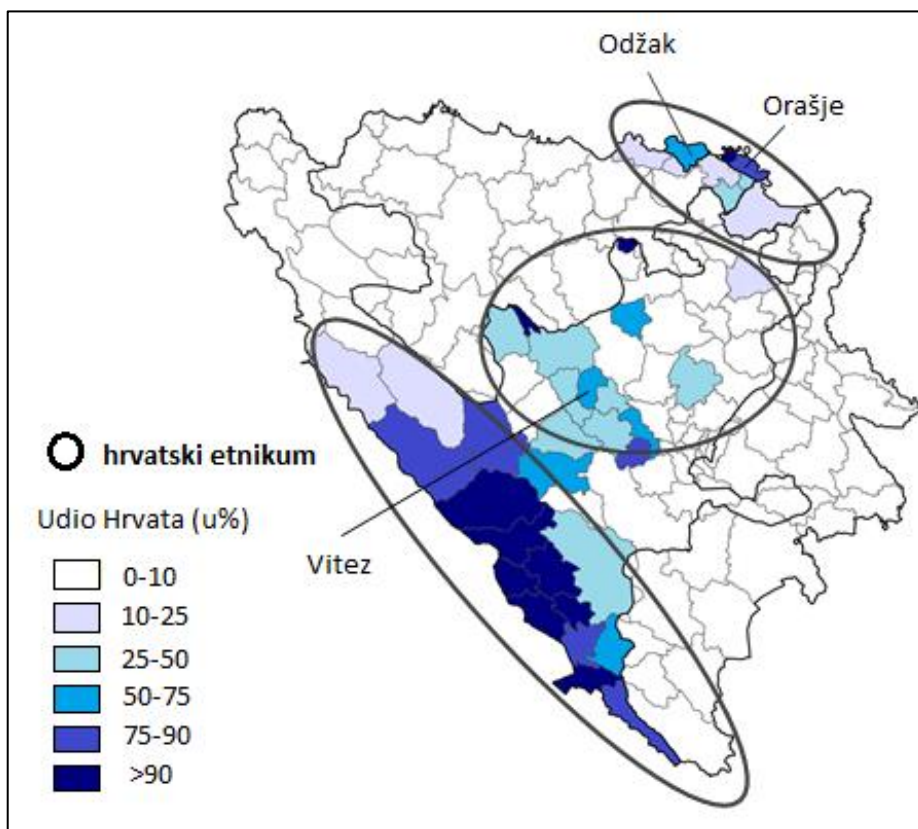 Odžak
Orašje
hrvatski etnikum
Udio Hrvata (u%)
Vitez
0-10
10-25
25-50
50-75
75-90
>90